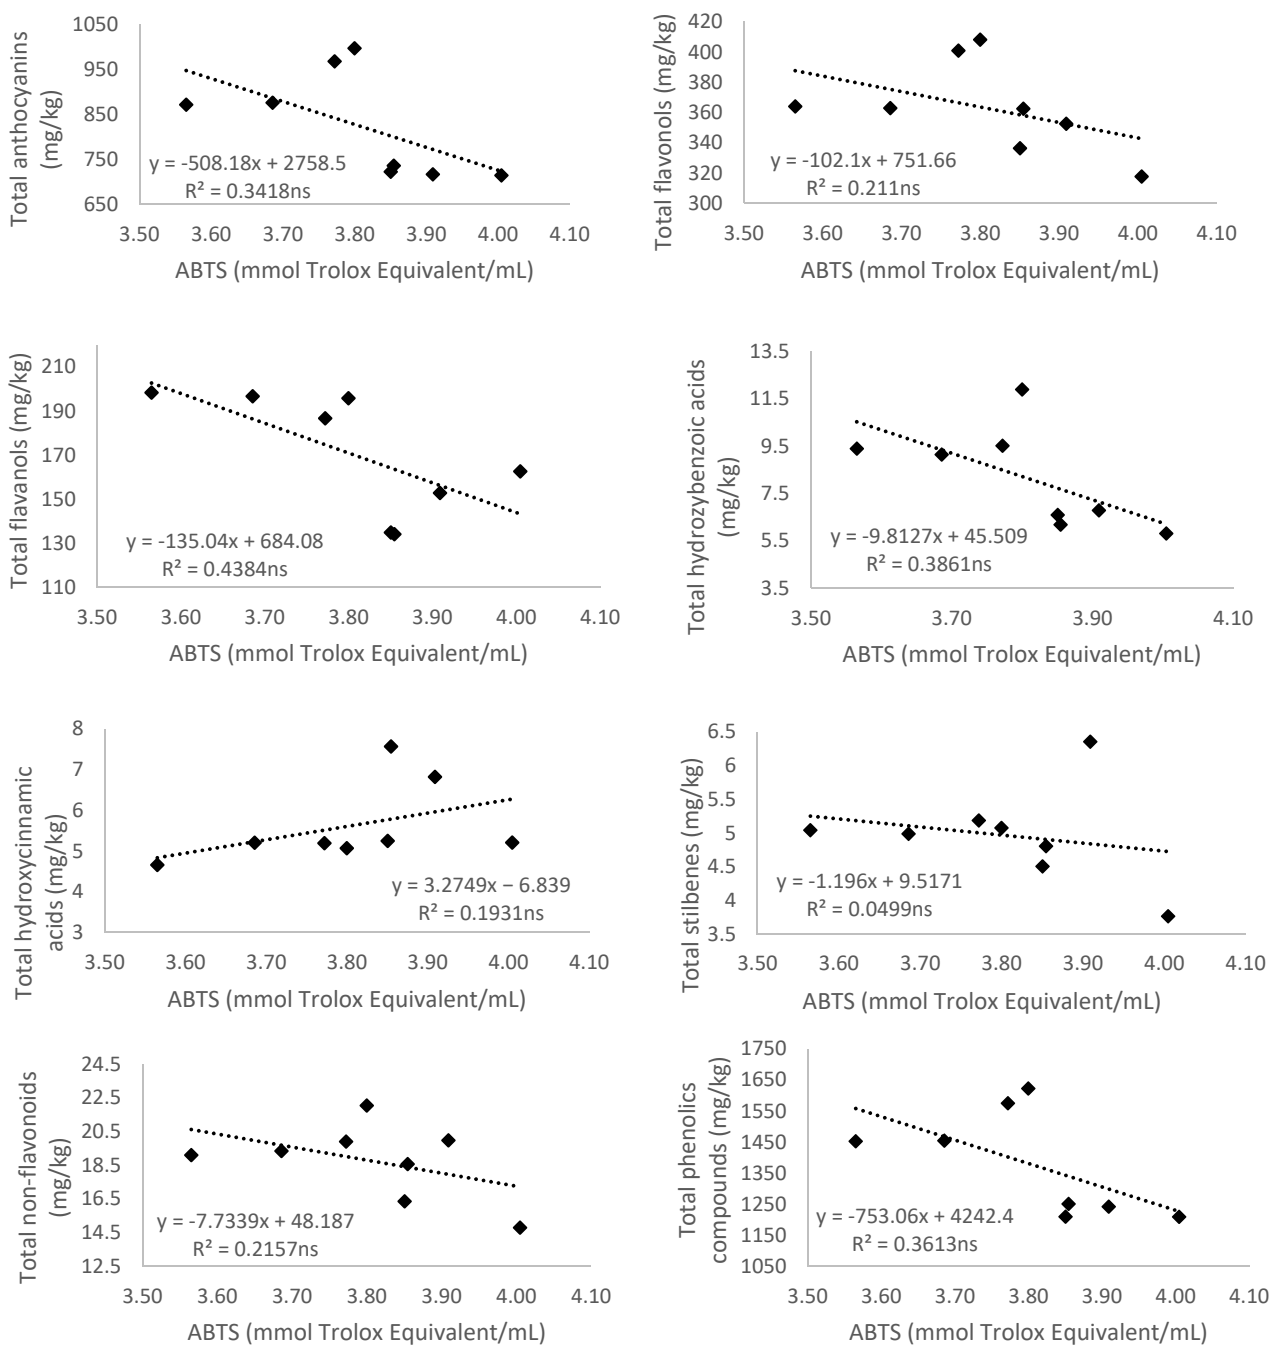 Total anthocyanins
(mg/kg)
1050
950
850
750
650
y = -508.18x + 2758.5
R² = 0.3418ns
3.50 3.60 3.70 3.80 3.90 4.00 4.10
ABTS (mmol Trolox Equivalent/mL)
Total flavonols (mg/kg)
420
400
380
360
340
320
300
y = -102.1x + 751.66
R² = 0.211ns
3.50 3.60 3.70 3.80 3.90 4.00 4.10
ABTS (mmol Trolox Equivalent/mL)
Total flavanols (mg/kg)
210
190
170
150
130
110
y = -135.04x + 684.08
R² = 0.4384ns
3.50 3.60 3.70 3.80 3.90 4.00 4.10
ABTS (mmol Trolox Equivalent/mL)
Total hydrozybenzoic acids
(mg/kg)
13.5
11.5
9.5
7.5
5.5
3.5
y = -9.8127x + 45.509
R² = 0.3861ns
3.50 3.70 3.90 4.10
ABTS (mmol Trolox Equivalent/mL)
Total hydroxycinnamic
acids (mg/kg)
8
7
6
5
4
3
y = 3.2749x − 6.839
R² = 0.1931ns
3.50 3.60 3.70 3.80 3.90 4.00 4.10
ABTS (mmol Trolox Equivalent/mL)
Total stilbenes (mg/kg)
6.5
6
5.5
5
4.5
4
3.5
y = -1.196x + 9.5171
R² = 0.0499ns
3.50 3.60 3.70 3.80 3.90 4.00 4.10
ABTS (mmol Trolox Equivalent/mL)
Total non-flavonoids
(mg/kg)
24.5
22.5
20.5
18.5
16.5
14.5
12.5
y = -7.7339x + 48.187
R² = 0.2157ns
3.50 3.60 3.70 3.80 3.90 4.00 4.10
ABTS (mmol Trolox Equivalent/mL)
Total phenolics
compounds (mg/kg)
1750
1650
1550
1450
1350
1250
1150
1050
y = -753.06x + 4242.4
R² = 0.3613ns
3.50 3.60 3.70 3.80 3.90 4.00 4.10
ABTS (mmol Trolox Equivalent/mL)